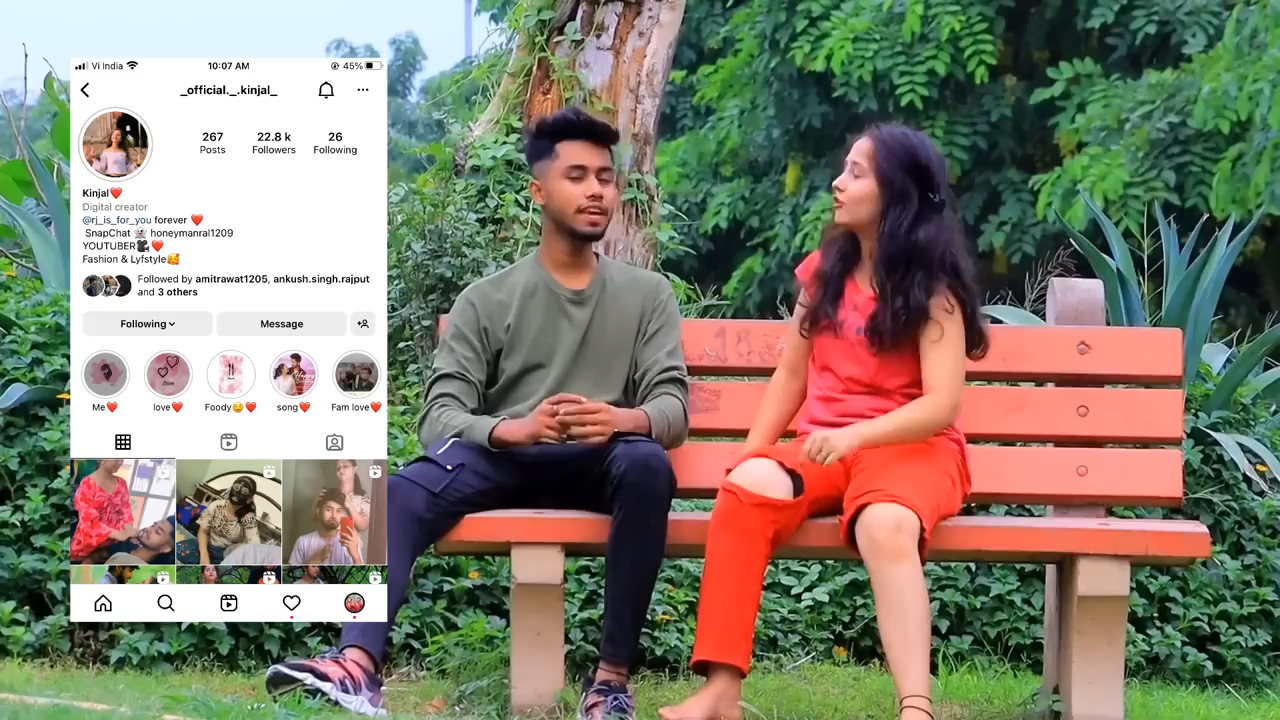 Vi India 10:07 AM 45%
_official._.kinjal_
267 22.8 k 26
Posts Followers Following
Kinjal❤️
Digital creator
@rj_is_for_you forever ❤️
SnapChat 👻 honeymanral1209
YOUTUBER🎥❤️
Fashion & Lyfstyle🥰
Followed by amitrawat1205, ankush.singh.rajput
and 3 others
Following Message
Me❤️ love❤️ Foody😋❤️ song❤️ Fam love❤️